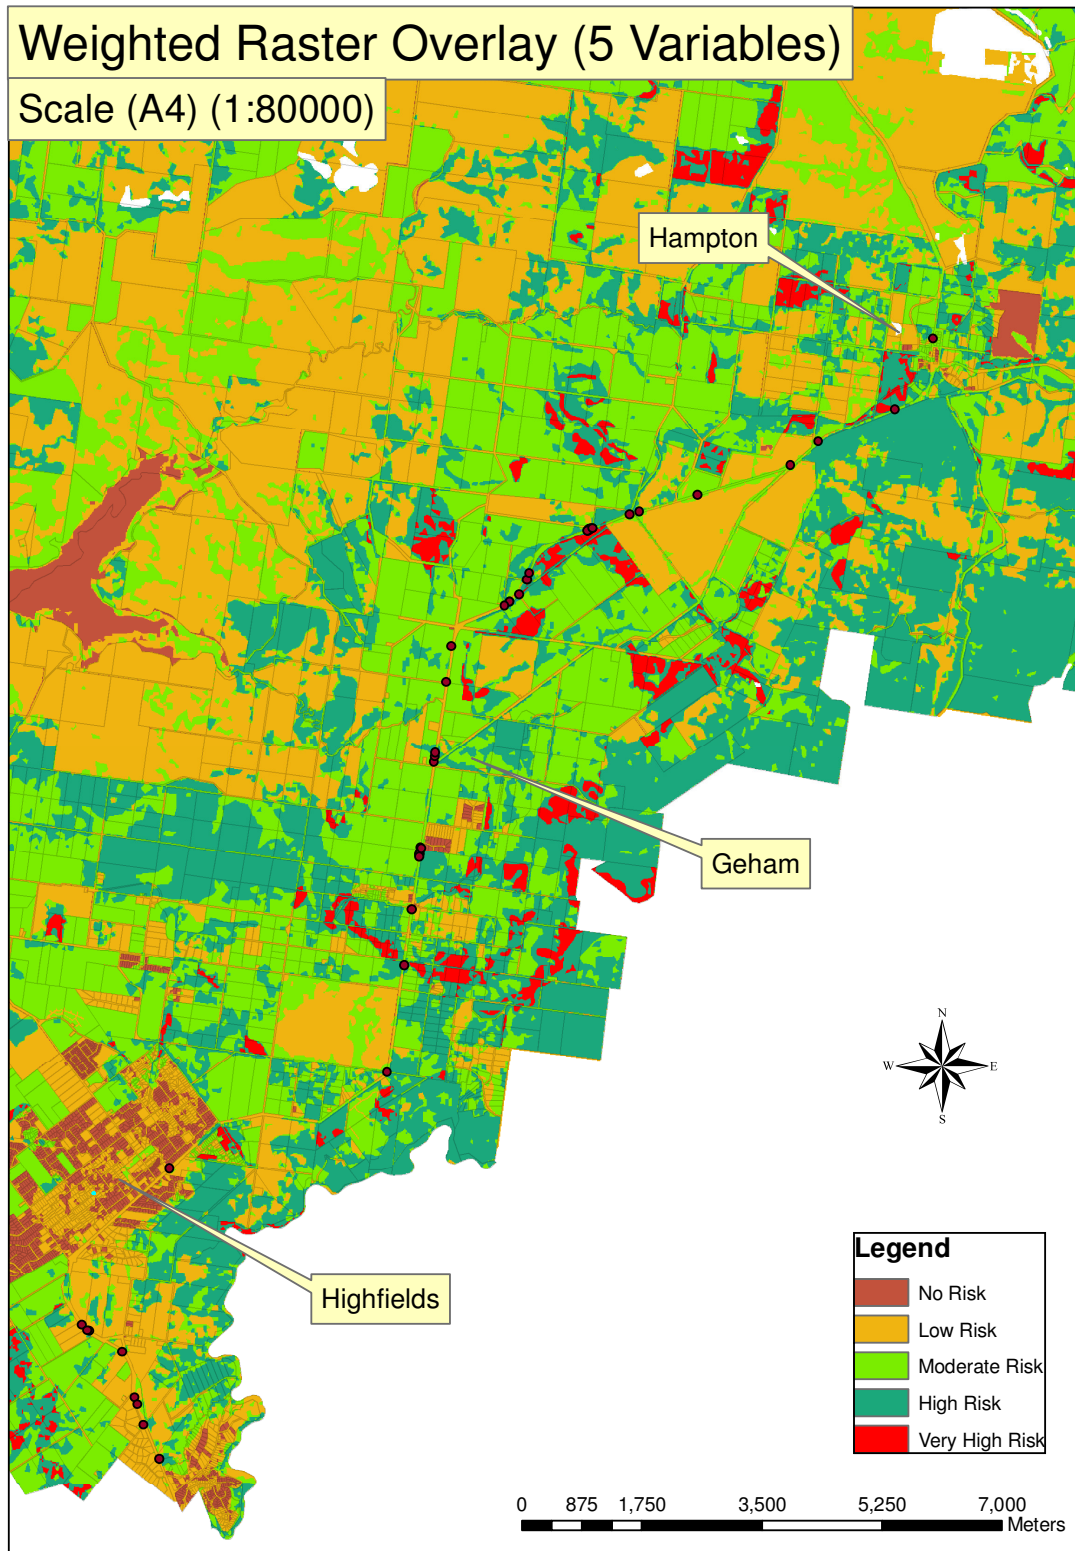 Weighted Raster Overlay (5 Variables)
Scale (A4) (1:80000)
Hampton
Geham
N
W E
S
Highfields
Legend
No Risk
Low Risk
Moderate Risk
High Risk
Very High Risk
0 875 1,750 3,500 5,250 7,000
Meters